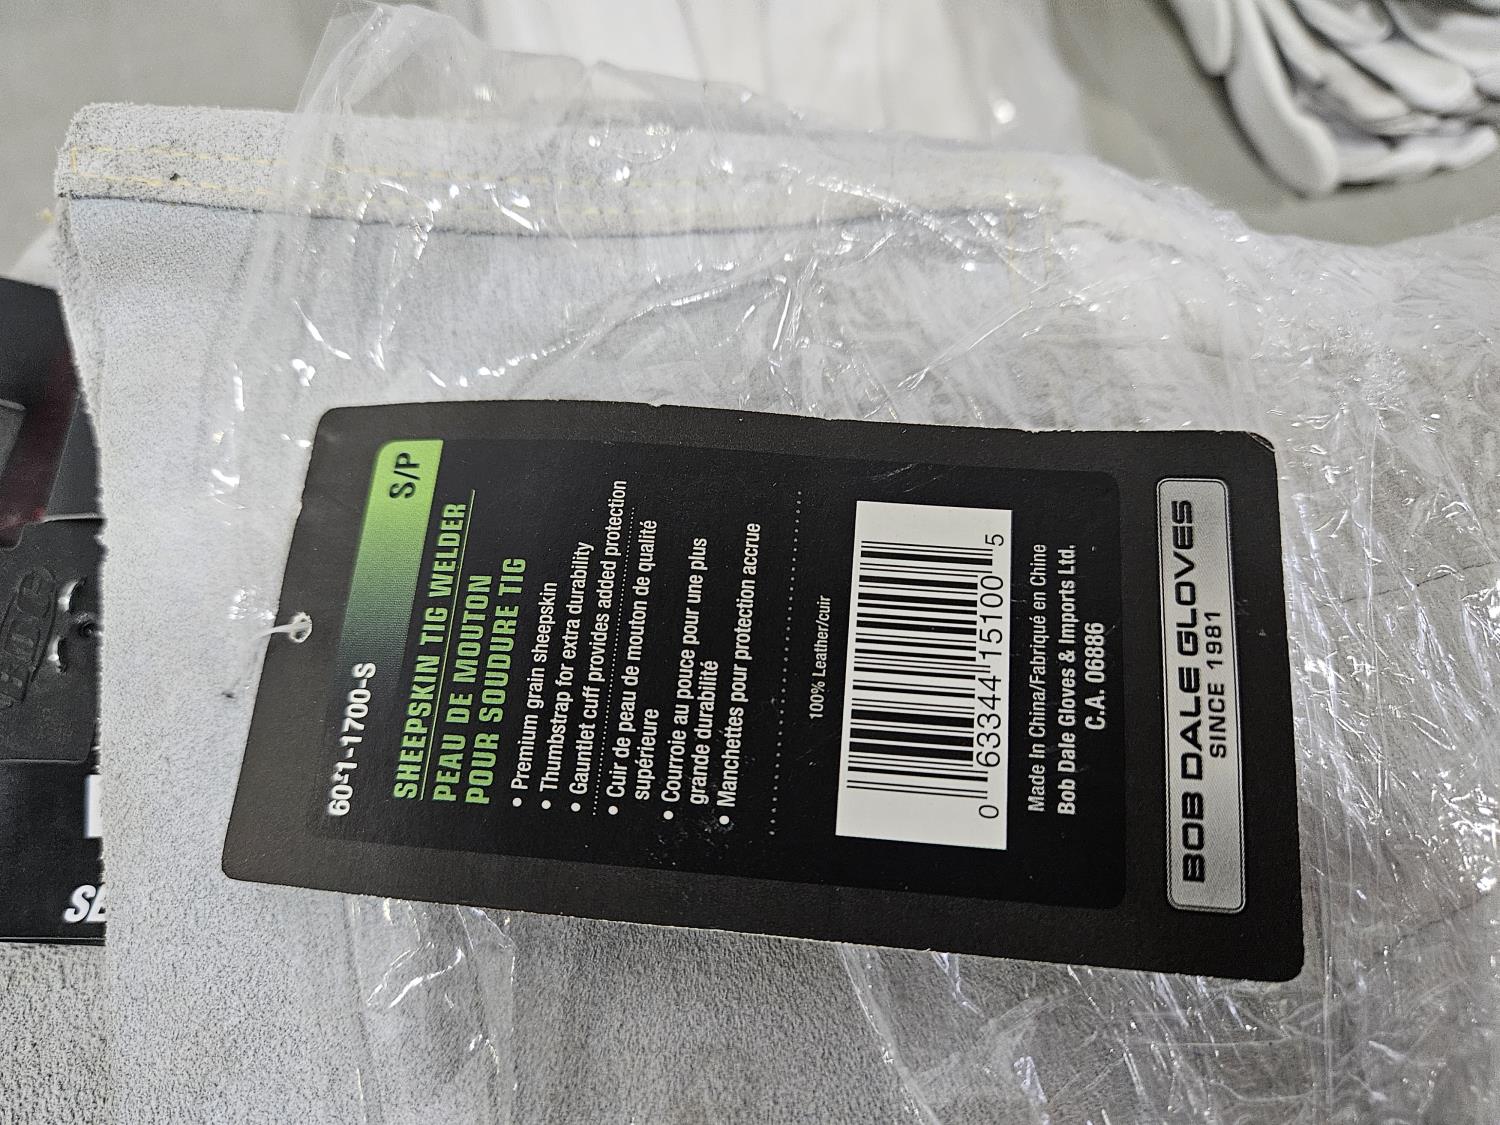 60-1-1700-S
S/P
SHEEPSKIN TIG WELDER
PEAU DE MOUTON
POUR SOUDURE TIG
• Premium grain sheepskin
• Thumbstrap for extra durability
• Gauntlet cuff provides added protection
• Cuir de peau de mouton de qualité
supérieure
• Courroie au pouce pour une plus
grande durabilité
• Manchettes pour protection accrue
100% Leather/cuir
0 63344 15100 5
Made In China/Fabriqué en Chine
Bob Dale Gloves & Imports Ltd.
C.A. 06886
BOB DALE GLOVES
SINCE 1981